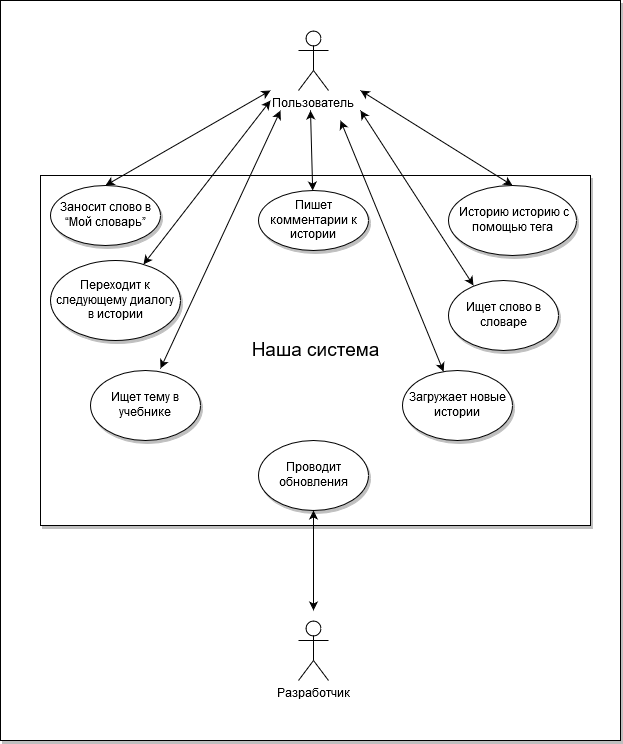 Пользователь
Заносит слово в
“Мой словарь”
Пишет
комментарии к
истории
Историю историю с
помощью тега
Переходит к
следующему диалогу
в истории
Ищет слово в
словаре
Наша система
Ищет тему в
учебнике
Загружает новые
истории
Проводит
обновления
Разработчик